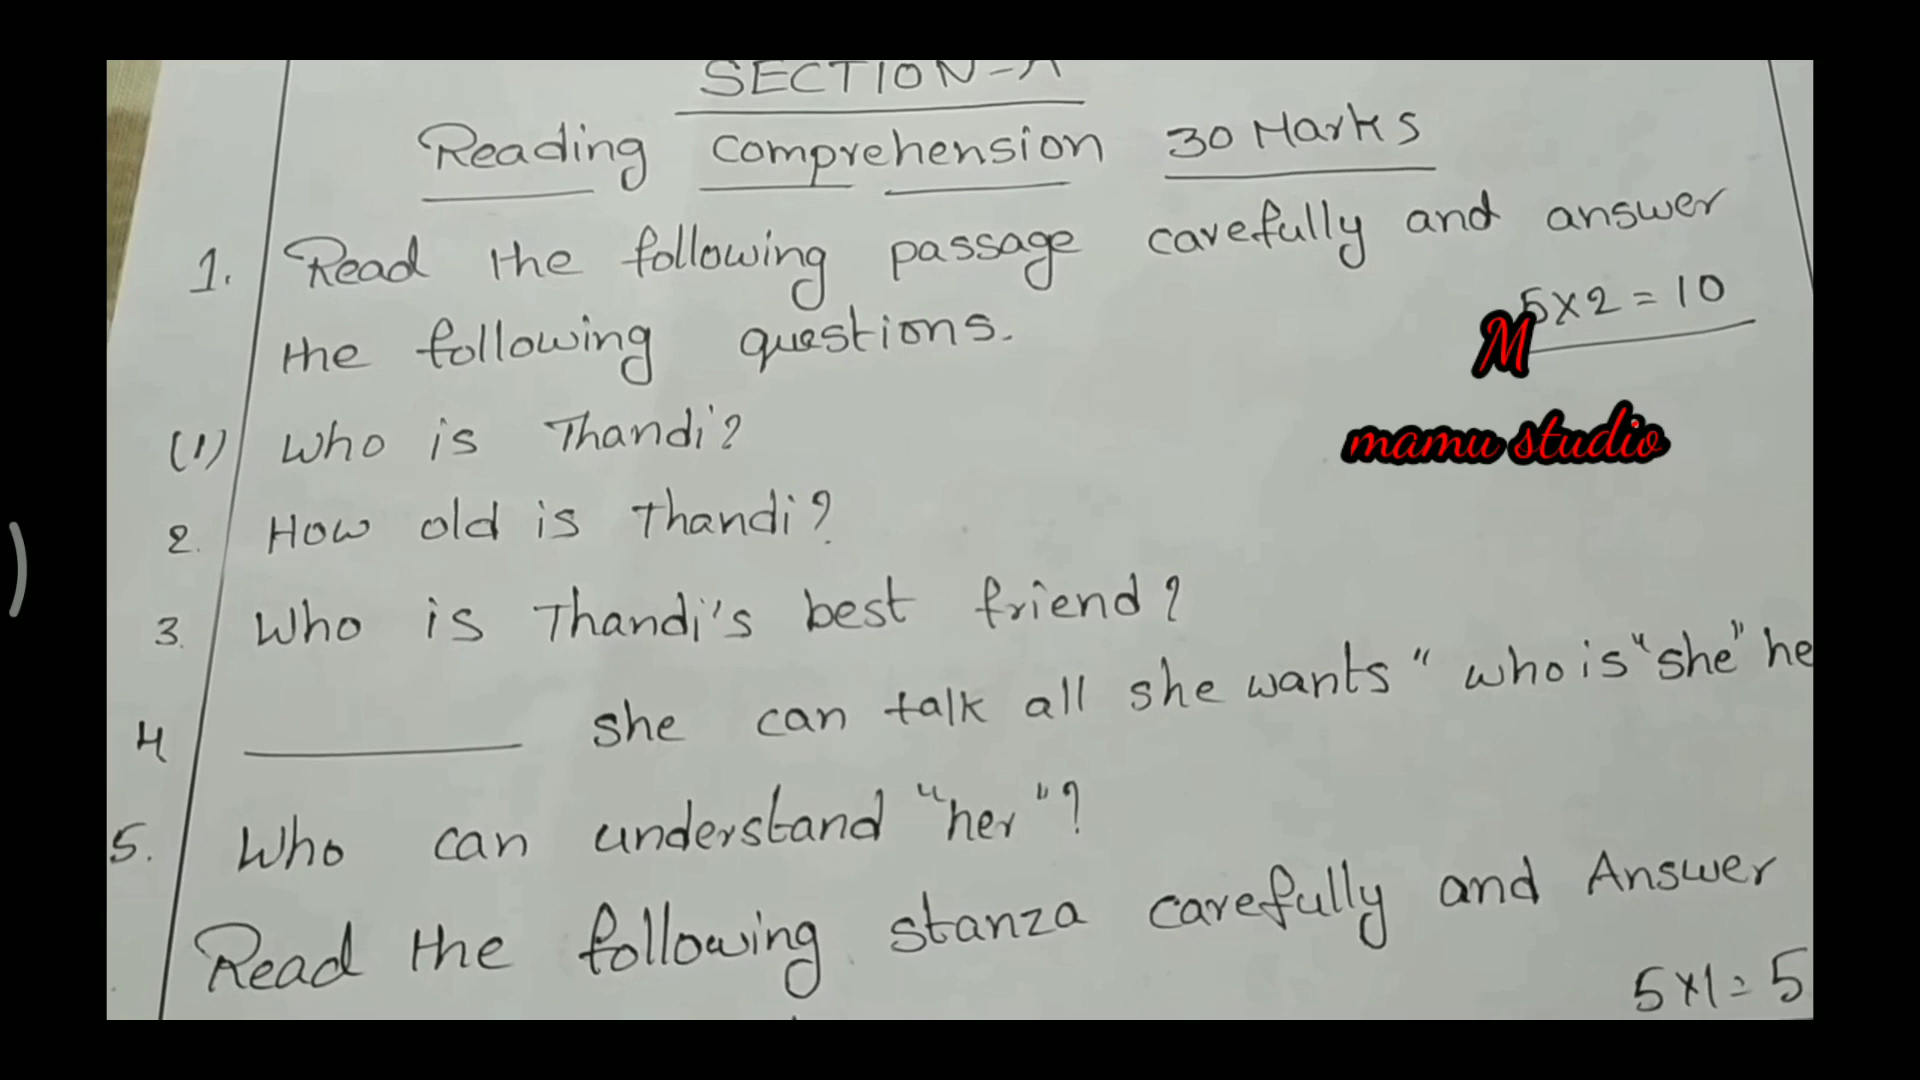 SECTION-A
Reading Comprehension 30 Marks
1. Read the following passage carefully and answer
the following questions.
5x2=10
M
mamu studio
(1) Who is Thandi?
2. How old is Thandi?
3. Who is Thandi's best friend?
4 ________ she can talk all she wants" who is "she" he
5. Who can understand "her"?
Read the following stanza carefully and Answer
5x1=5